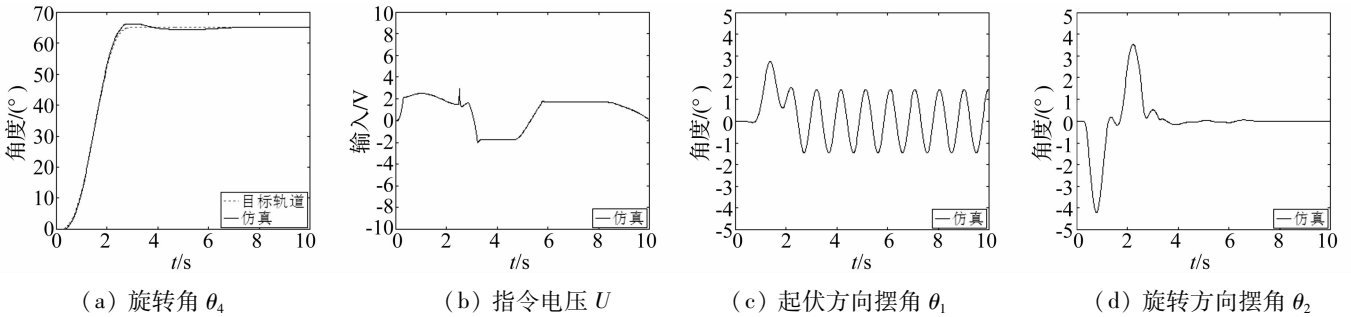 70
60
50
40
30
20
10
0
角度/(°)
0 2 4 6 8 10
t/s
目标轨道
仿真
(a) 旋转角 θ4
10
8
6
4
2
0
-2
-4
-6
-8
-10
输入/V
0 2 4 6 8 10
t/s
仿真
(b) 指令电压 U
5
4
3
2
1
0
-1
-2
-3
-4
-5
角度/(°)
0 2 4 6 8 10
t/s
仿真
(c) 起伏方向摆角 θ1
5
4
3
2
1
0
-1
-2
-3
-4
-5
角度/(°)
0 2 4 6 8 10
t/s
仿真
(d) 旋转方向摆角 θ2